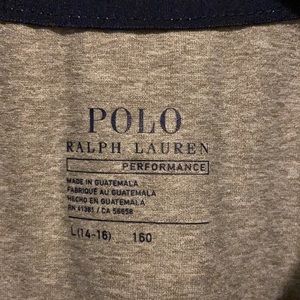 POLO
RALPH LAUREN
PERFORMANCE
MADE IN GUATEMALA
FABRIQUÉ AU GUATEMALA
HECHO EN GUATEMALA
RN 41381 / CA 56658
L(14-16) 160